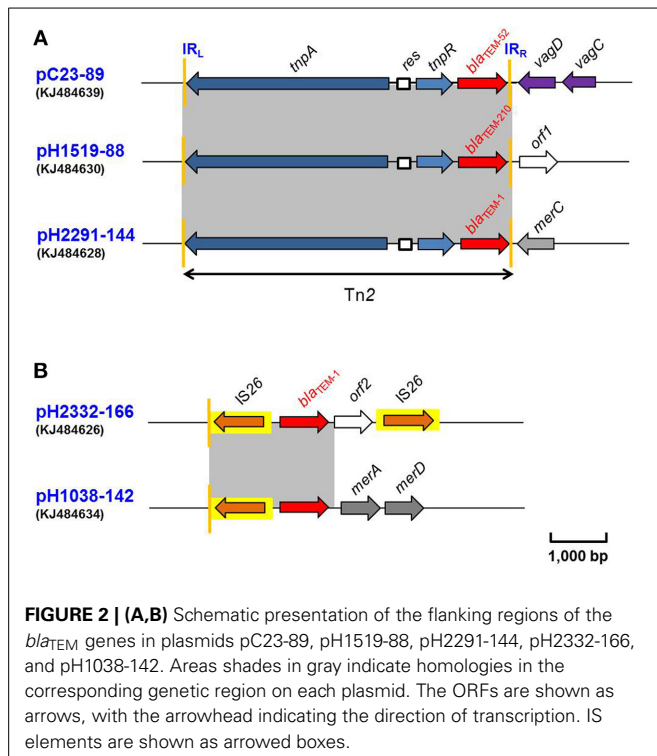 A
IRL tnpA res tnpR blaTEM-52 IRR vagD vagC
pC23-89
(KJ484639)
blaTEM-210 orf1
pH1519-88
(KJ484630)
blaTEM-1 merC
pH2291-144
(KJ484628)
Tn2
B
IS26 blaTEM-1 orf2 IS26
pH2332-166
(KJ484626)
merA merD
pH1038-142
(KJ484634)
1,000 bp
FIGURE 2 | (A,B) Schematic presentation of the flanking regions of the
blaTEM genes in plasmids pC23-89, pH1519-88, pH2291-144, pH2332-166,
and pH1038-142. Areas shades in gray indicate homologies in the
corresponding genetic region on each plasmid. The ORFs are shown as
arrows, with the arrowhead indicating the direction of transcription. IS
elements are shown as arrowed boxes.